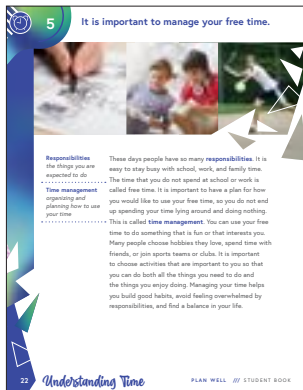 5
It is important to manage your free time.
Responsibilities
the things you are
expected to do
Time management
organizing and
planning how to use
your time
These days people have so many responsibilities. It is
easy to stay busy with school, work, and family time.
The time that you do not spend at school or work is
called free time. It is important to have a plan for how
you would like to use your free time, so you do not end
up spending your time lying around and doing nothing.
This is called time management. You can use your free
time to do something that is fun or that interests you.
Many people choose hobbies they love, spend time with
friends, or join sports teams or clubs. It is important
to choose activities that are important to you so that
you can do both all the things you need to do and
the things you enjoy doing. Managing your time helps
you build good habits, avoid feeling overwhelmed by
responsibilities, and find a balance in your life.
22 Understanding Time PLAN WELL /// STUDENT BOOK